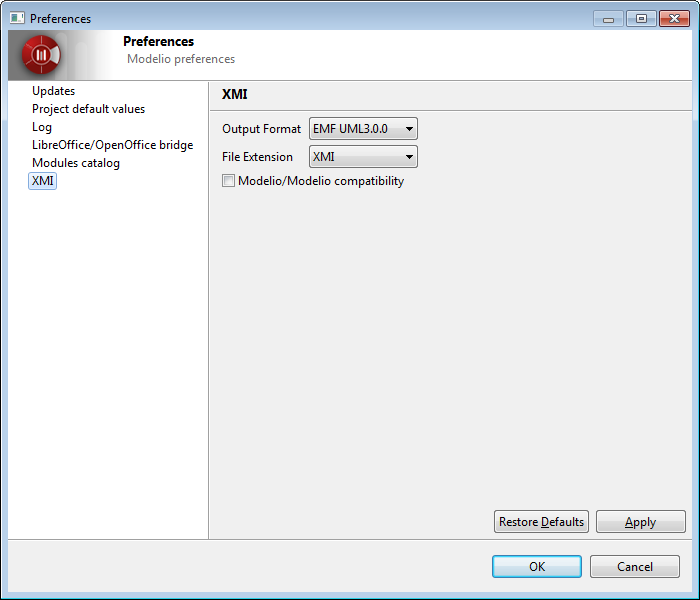 Preferences
Preferences
Modelio preferences
Updates
Project default values
Log
LibreOffice/OpenOffice bridge
Modules catalog
XMI
XMI
Output Format EMF UML3.0.0
File Extension XMI
Modelio/Modelio compatibility
Restore Defaults Apply
OK Cancel